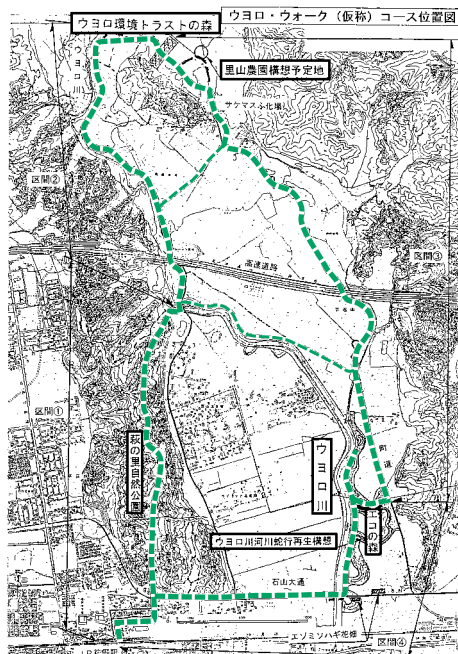 ウヨロ・ウォーク（仮称）コース位置図
ウヨロ環境トラストの森
ウヨロ川
里山農園構想予定地
サケマスふ化場
区間②
区間③
高速道路
区間①
萩の里自然公園
ウヨロ川
町道
ウヨロ川河川蛇行再生構想
石山大通
エゾミソハギ花畑
区間④